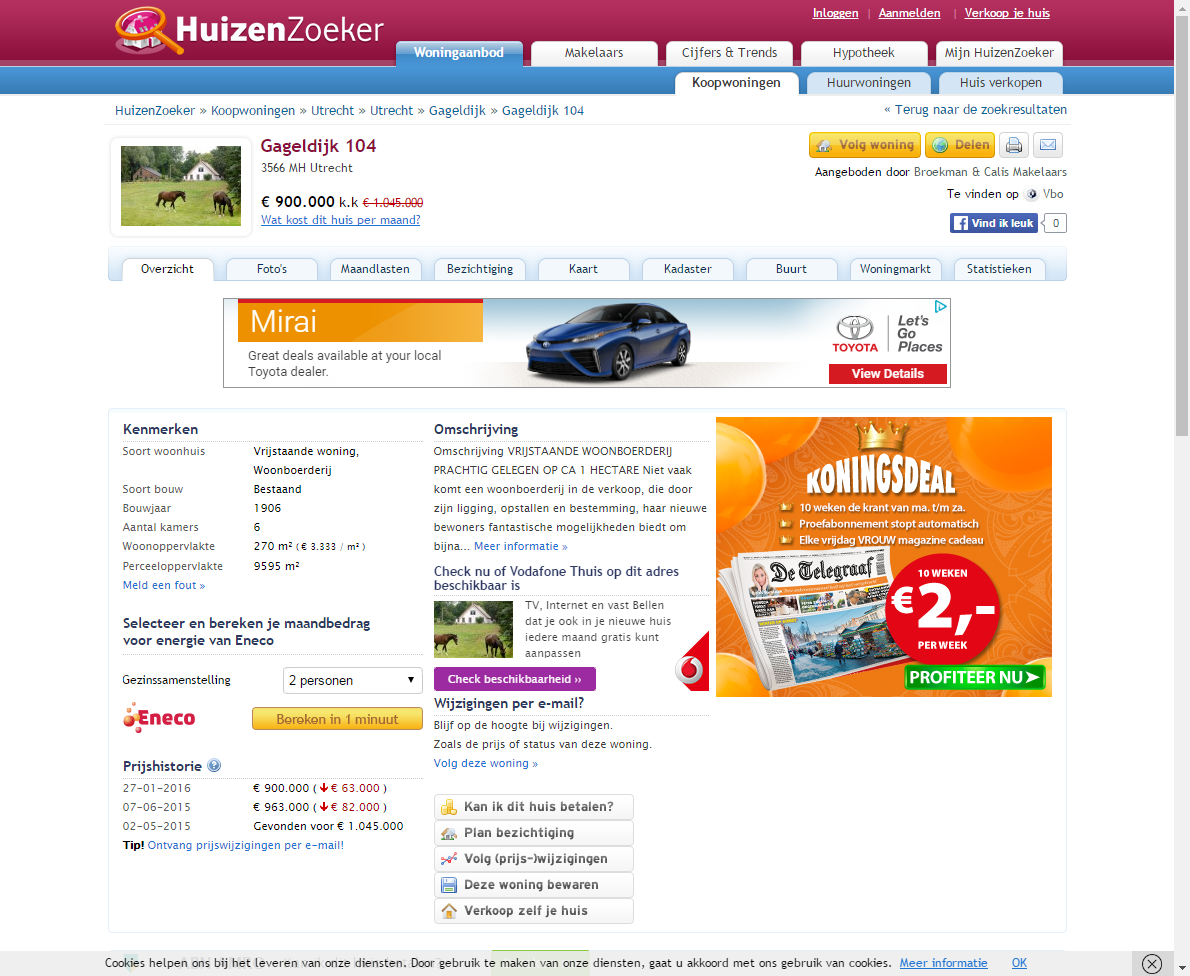 Inloggen | Aanmelden | Verkoop je huis
HuizenZoeker
Woningaanbod Makelaars Cijfers & Trends Hypotheek Mijn HuizenZoeker
Koopwoningen Huurwoningen Huis verkopen
HuizenZoeker » Koopwoningen » Utrecht » Utrecht » Gageldijk » Gageldijk 104
« Terug naar de zoekresultaten
Gageldijk 104
3566 MH Utrecht
€ 900.000 k.k € 1.045.000
Wat kost dit huis per maand?
Volg woning Delen
Aangeboden door Broekman & Calis Makelaars
Te vinden op Vbo
Vind ik leuk 0
Overzicht Foto's Maandlasten Bezichtiging Kaart Kadaster Buurt Woningmarkt Statistieken
Mirai
Great deals available at your local
Toyota dealer.
TOYOTA
Let's
Go
Places
View Details
Kenmerken
Soort woonhuis Vrijstaande woning,
Woonboerderij
Soort bouw Bestaand
Bouwjaar 1906
Aantal kamers 6
Woonoppervlakte 270 m² ( € 3.333 / m² )
Perceeloppervlakte 9595 m²
Meld een fout »
Selecteer en bereken je maandbedrag
voor energie van Eneco
Gezinssamenstelling 2 personen
Eneco Bereken in 1 minuut
Prijshistorie ?
27-01-2016 € 900.000 ( € 63.000 )
07-06-2015 € 963.000 ( € 82.000 )
02-05-2015 Gevonden voor € 1.045.000
Tip! Ontvang prijswijzigingen per e-mail!
Omschrijving
Omschrijving VRIJSTAANDE WOONBOERDERIJ
PRACHTIG GELEGEN OP CA 1 HECTARE Niet vaak
komt een woonboerderij in de verkoop, die door
zijn ligging, opstallen en bestemming, haar nieuwe
bewoners fantastische mogelijkheden biedt om
bijna... Meer informatie »
Check nu of Vodafone Thuis op dit adres
beschikbaar is
TV, Internet en vast Bellen
dat je ook in je nieuwe huis
iedere maand gratis kunt
aanpassen
Check beschikbaarheid ››
Wijzigingen per e-mail?
Blijf op de hoogte bij wijzigingen.
Zoals de prijs of status van deze woning.
Volg deze woning »
Kan ik dit huis betalen?
Plan bezichtiging
Volg (prijs-)wijzigingen
Deze woning bewaren
Verkoop zelf je huis
KONINGSDEAL
10 weken de krant van ma. t/m za.
Proefabonnement stopt automatisch
Elke vrijdag VROUW magazine cadeau
De Telegraaf
10 WEKEN
€2,-
PER WEEK
PROFITEER NU
Cookies helpen ons bij het leveren van onze diensten. Door gebruik te maken van onze diensten, gaat u akkoord met ons gebruik van cookies. Meer informatie OK